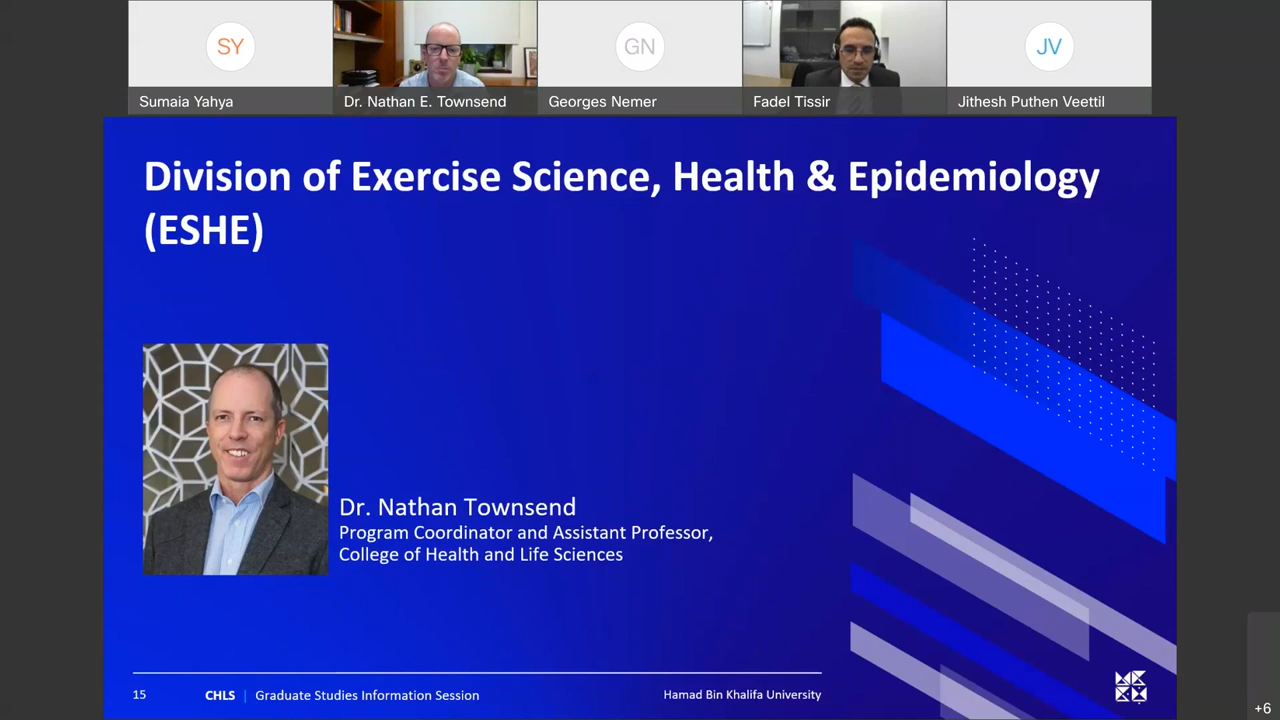 SY
GN
JV
Sumaia Yahya
Dr. Nathan E. Townsend
Georges Nemer
Fadel Tissir
Jithesh Puthen Veettil
Division of Exercise Science, Health & Epidemiology
(ESHE)
Dr. Nathan Townsend
Program Coordinator and Assistant Professor,
College of Health and Life Sciences
15
CHLS | Graduate Studies Information Session
Hamad Bin Khalifa University
+6